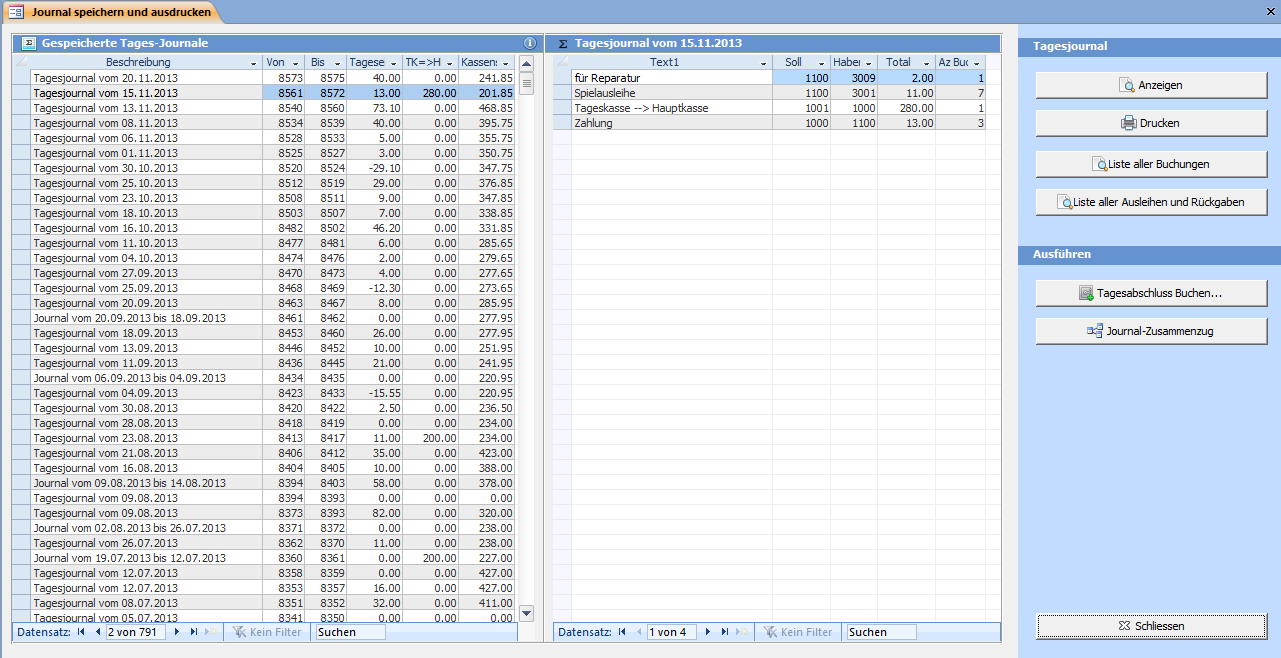 Journal speichern und ausdrucken
Gespeicherte Tages-Journale
Beschreibung Von Bis Tagesei TK=>H Kassens
Tagesjournal vom 20.11.2013 8573 8575 40.00 0.00 241.85
Tagesjournal vom 15.11.2013 8561 8572 13.00 280.00 201.85
Tagesjournal vom 13.11.2013 8540 8560 73.10 0.00 468.85
Tagesjournal vom 08.11.2013 8534 8539 40.00 0.00 395.75
Tagesjournal vom 06.11.2013 8528 8533 5.00 0.00 355.75
Tagesjournal vom 01.11.2013 8525 8527 3.00 0.00 350.75
Tagesjournal vom 30.10.2013 8520 8524 -29.10 0.00 347.75
Tagesjournal vom 25.10.2013 8512 8519 29.00 0.00 376.85
Tagesjournal vom 23.10.2013 8508 8511 9.00 0.00 347.85
Tagesjournal vom 18.10.2013 8503 8507 7.00 0.00 338.85
Tagesjournal vom 16.10.2013 8482 8502 46.20 0.00 331.85
Tagesjournal vom 11.10.2013 8477 8481 6.00 0.00 285.65
Tagesjournal vom 04.10.2013 8474 8476 2.00 0.00 279.65
Tagesjournal vom 27.09.2013 8470 8473 4.00 0.00 277.65
Tagesjournal vom 25.09.2013 8468 8469 -12.30 0.00 273.65
Tagesjournal vom 20.09.2013 8463 8467 8.00 0.00 285.95
Journal vom 20.09.2013 bis 18.09.2013 8461 8462 0.00 0.00 277.95
Tagesjournal vom 18.09.2013 8453 8460 26.00 0.00 277.95
Tagesjournal vom 13.09.2013 8446 8452 10.00 0.00 251.95
Tagesjournal vom 11.09.2013 8436 8445 21.00 0.00 241.95
Journal vom 06.09.2013 bis 04.09.2013 8434 8435 0.00 0.00 220.95
Tagesjournal vom 04.09.2013 8423 8433 -15.55 0.00 220.95
Tagesjournal vom 30.08.2013 8420 8422 2.50 0.00 236.50
Tagesjournal vom 28.08.2013 8418 8419 0.00 0.00 234.00
Tagesjournal vom 23.08.2013 8413 8417 11.00 200.00 234.00
Tagesjournal vom 21.08.2013 8406 8412 35.00 0.00 423.00
Tagesjournal vom 16.08.2013 8404 8405 10.00 0.00 388.00
Journal vom 09.08.2013 bis 14.08.2013 8394 8403 58.00 0.00 378.00
Tagesjournal vom 09.08.2013 8394 8393 0.00 0.00 0.00
Tagesjournal vom 09.08.2013 8373 8393 82.00 0.00 320.00
Journal vom 02.08.2013 bis 26.07.2013 8371 8372 0.00 0.00 238.00
Tagesjournal vom 26.07.2013 8362 8370 11.00 0.00 238.00
Journal vom 19.07.2013 bis 12.07.2013 8360 8361 0.00 200.00 227.00
Tagesjournal vom 12.07.2013 8358 8359 0.00 0.00 427.00
Tagesjournal vom 12.07.2013 8353 8357 16.00 0.00 427.00
Tagesjournal vom 08.07.2013 8351 8352 32.00 0.00 411.00
Tagesjournal vom 05.07.2013 8341 8350 0.00 0.00 0.00
Datensatz: 2 von 791 Kein Filter Suchen
Σ Tagesjournal vom 15.11.2013
Text1 Soll Haber Total Az Buc
für Reparatur 1100 3009 2.00 1
Spielausleihe 1100 3001 11.00 7
Tageskasse --> Hauptkasse 1001 1000 280.00 1
Zahlung 1000 1100 13.00 3
Datensatz: 1 von 4 Kein Filter Suchen
Tagesjournal
Anzeigen
Drucken
Liste aller Buchungen
Liste aller Ausleihen und Rückgaben
Ausführen
Tagesabschluss Buchen...
Journal-Zusammenzug
Schliessen